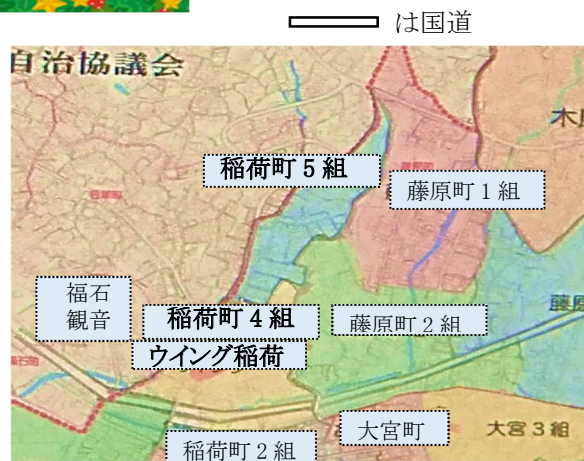 は国道
自治協議会
木
稲荷町5組
藤原町1組
福石
観音
稲荷町4組
藤原町2組
藤原
ウイング稲荷
大宮町
大宮3組
稲荷町2組